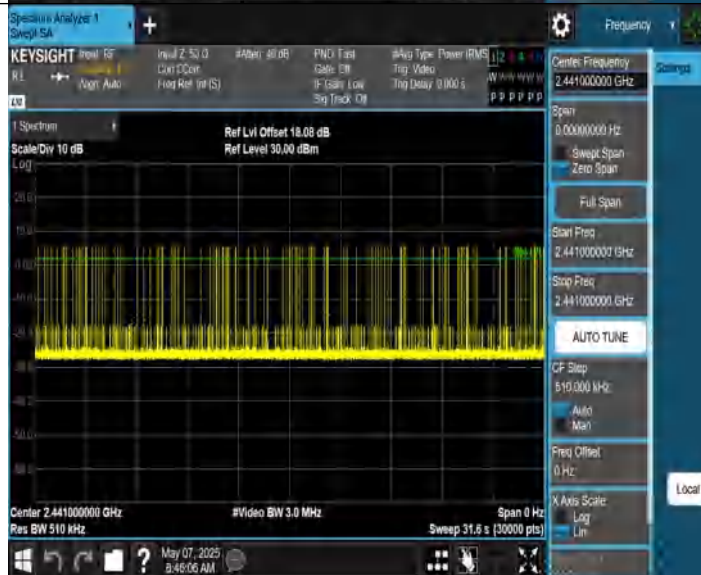 Spectrum Analyzer 1
Swept SA
+
Frequency
KEYSIGHT
Input: RF
Input Z: 50 Ω
#Atten: 40 dB
PNO: Fast
#Avg Type: Power (RMS
RL
Align: Auto
Corr CCorr
Freq Ref: Int (S)
Gate: Off
IF Gain: Low
Sig Track: Off
Trig: Video
Trig Delay: 0.000 s
P P P P P P
Center Frequency
2.441000000 GHz
Settings
Span
0.00000000 Hz
Swept Span
Zero Span
Full Span
Start Freq
2.441000000 GHz
Stop Freq
2.441000000 GHz
AUTO TUNE
CF Step
510.000 kHz
Auto
Man
Freq Offset
0 Hz
X Axis Scale
Log
Lin
Local
1 Spectrum
Scale/Div 10 dB
Ref Lvl Offset 18.08 dB
Ref Level 30.00 dBm
Log
Center 2.441000000 GHz
#Video BW 3.0 MHz
Span 0 Hz
Res BW 510 kHz
Sweep 31.6 s (30000 pts)
?
May 07, 2025
8:46:06 AM